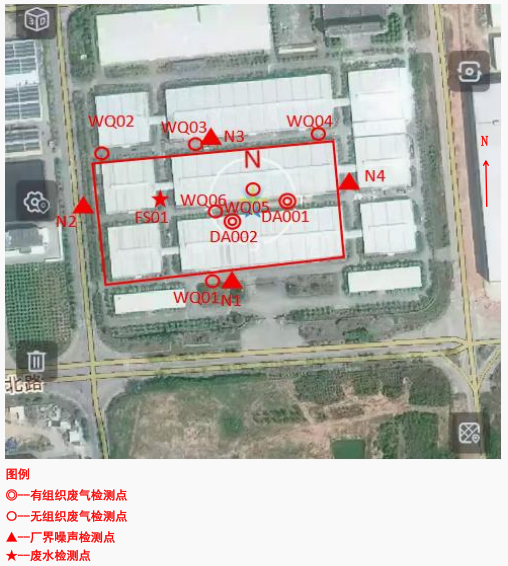 3D
WQ02
WQ03
N3
WQ04
N
N
N4
N2
FS01
WQ06
WQ05
DA001
DA002
WQ01
N1
北路
图例
◎--有组织废气检测点
○--无组织废气检测点
▲--厂界噪声检测点
★--废水检测点